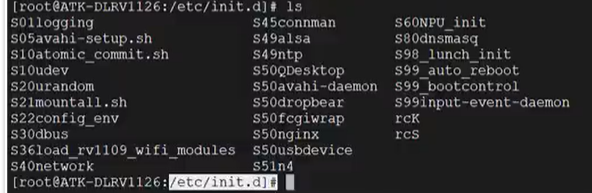 [root@ATK-DLRV1126:/etc/init.d]# ls
S01logging S45connman S60NPU_init
S05avahi-setup.sh S49alsa S80dnsmasq
S10atomic_commit.sh S49ntp S98_lunch_init
S10udev S50QDesktop S99_auto_reboot
S20urandom S50avahi-daemon S99_bootcontrol
S21mountall.sh S50dropbear S99input-event-daemon
S22config_env S50fcgiwrap rcK
S30dbus S50nginx rcS
S36load_rv1109_wifi_modules S50usbdevice
S40network S51n4
[root@ATK-DLRV1126:/etc/init.d]#